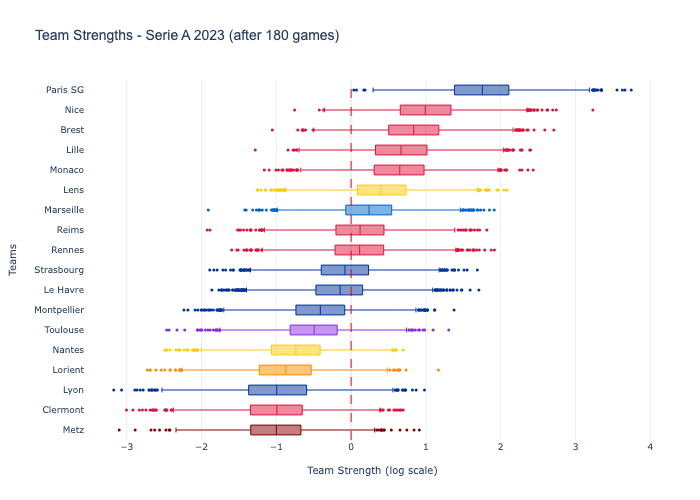 Team Strengths - Serie A 2023 (after 180 games)
Teams
Paris SG
Nice
Brest
Lille
Monaco
Lens
Marseille
Reims
Rennes
Strasbourg
Le Havre
Montpellier
Toulouse
Nantes
Lorient
Lyon
Clermont
Metz
−3 −2 −1 0 1 2 3 4
Team Strength (log scale)